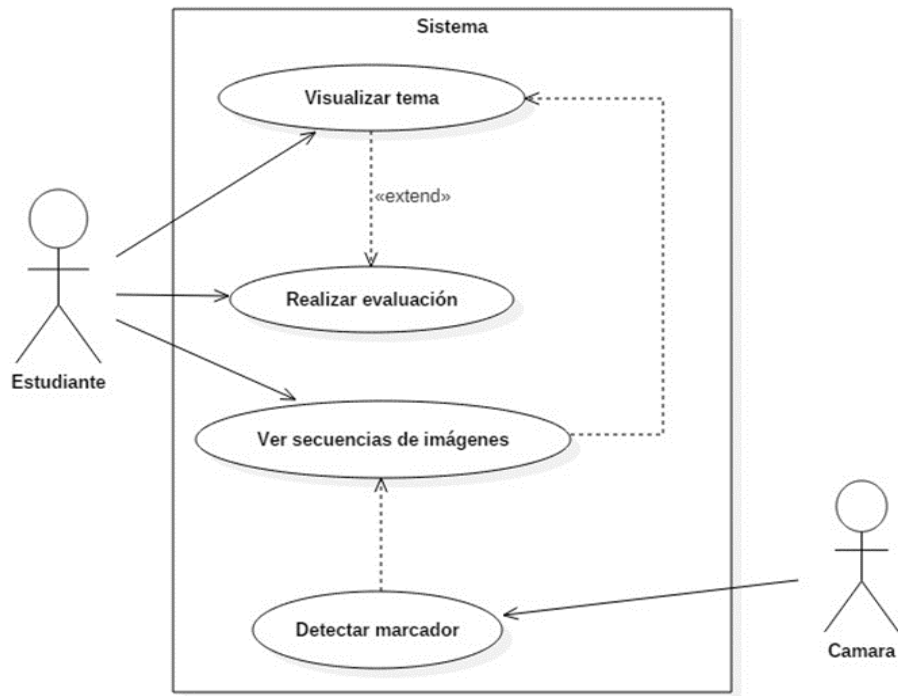 Sistema
Visualizar tema
«extend»
Realizar evaluación
Estudiante
Ver secuencias de imágenes
Detectar marcador
Camara